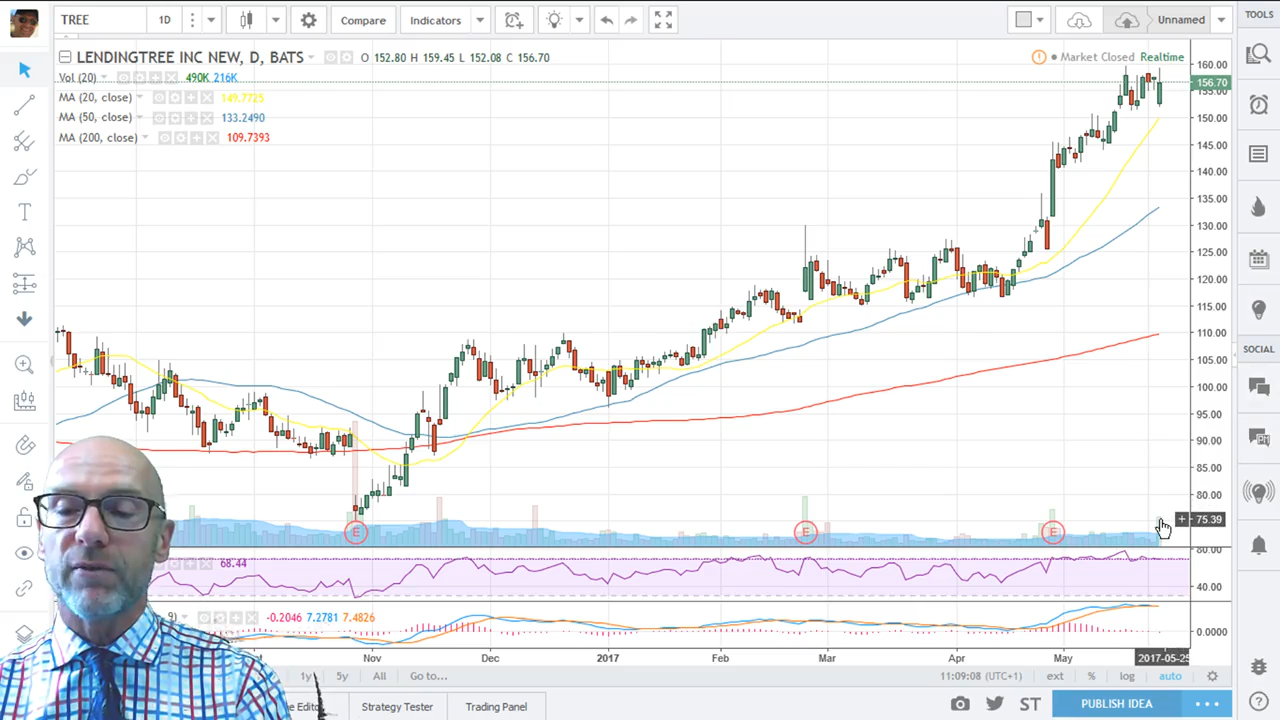 TREE 1D Compare Indicators Unnamed TOOLS
LENDINGTREE INC NEW, D, BATS O 152.80 H 159.45 L 152.08 C 156.70 Market Closed Realtime
Vol (20) 490K 216K
MA (20, close) 149.7725
MA (50, close) 133.2490
MA (200, close) 109.7393
160.00
156.70
155.00
150.00
145.00
140.00
135.00
130.00
125.00
120.00
115.00
110.00
105.00
100.00
95.00
90.00
85.00
80.00
75.39
SOCIAL
E E E
68.44
80.00
40.00
9) -0.2046 7.2781 7.4826
0.0000
Nov Dec 2017 Feb Mar Apr May 2017-05-25
1y 5y All Go to... 11:09:08 (UTC+1) ext % log auto
Strategy Tester Trading Panel ST PUBLISH IDEA